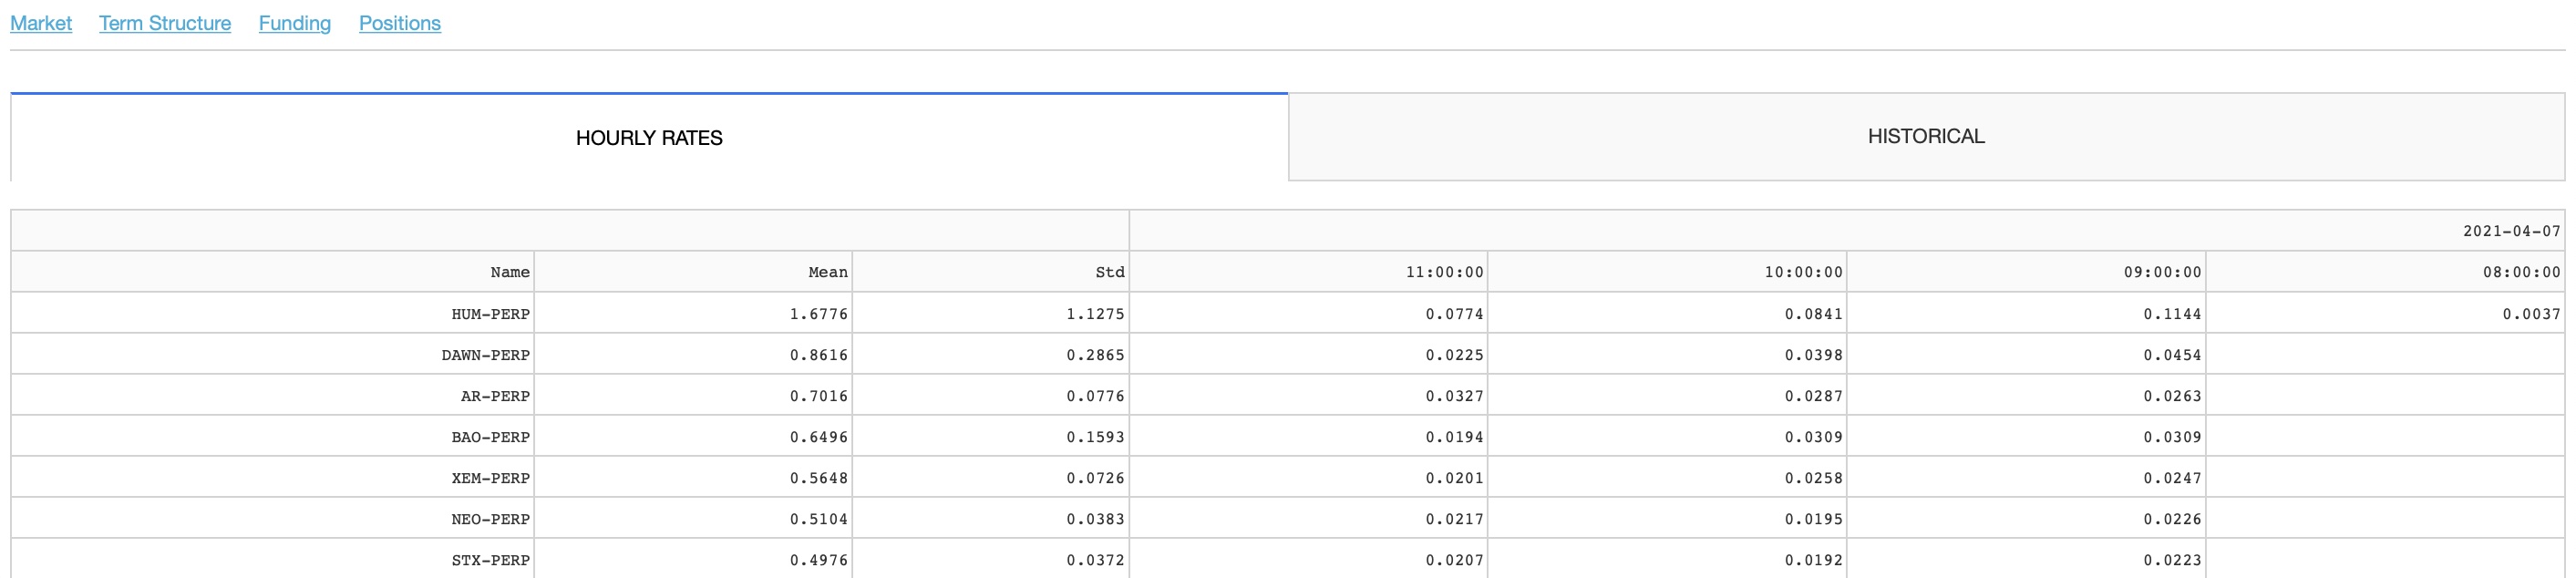 Market Term Structure Funding Positions
HOURLY RATES HISTORICAL
2021-04-07
Name Mean Std 11:00:00 10:00:00 09:00:00 08:00:00
HUM-PERP 1.6776 1.1275 0.0774 0.0841 0.1144 0.0037
DAWN-PERP 0.8616 0.2865 0.0225 0.0398 0.0454
AR-PERP 0.7016 0.0776 0.0327 0.0287 0.0263
BAO-PERP 0.6496 0.1593 0.0194 0.0309 0.0309
XEM-PERP 0.5648 0.0726 0.0201 0.0258 0.0247
NEO-PERP 0.5104 0.0383 0.0217 0.0195 0.0226
STX-PERP 0.4976 0.0372 0.0207 0.0192 0.0223